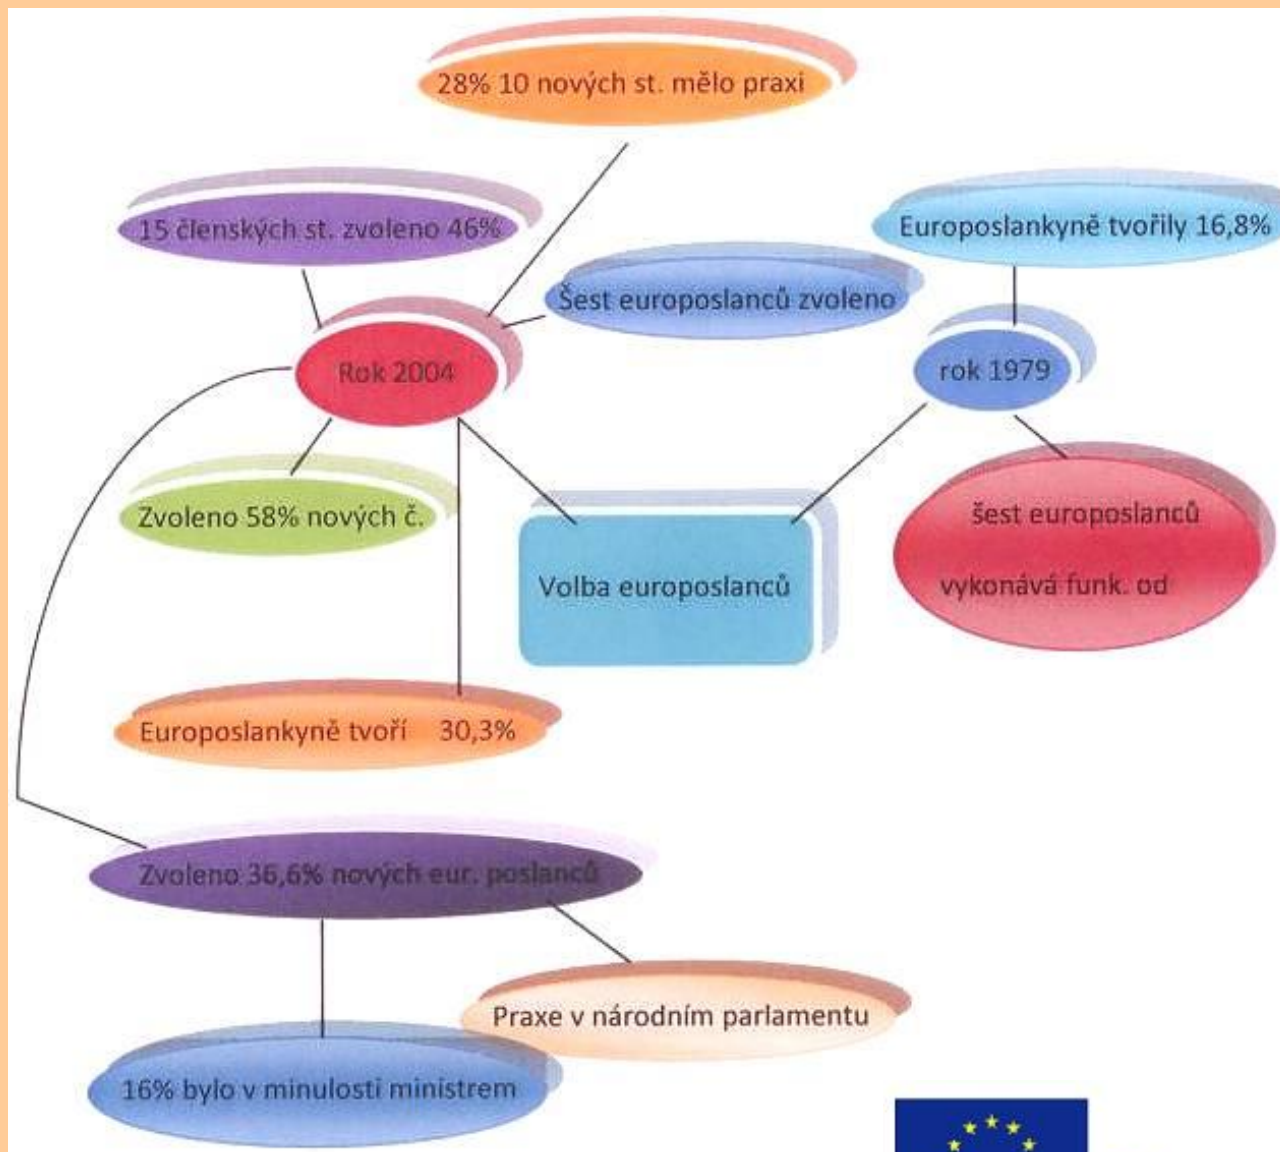 28% 10 nových st. mělo praxi
15 členských st. zvoleno 46%
Europoslankyně tvořily 16,8%
Šest europoslanců zvoleno
Rok 2004
rok 1979
Zvoleno 58% nových č.
šest europoslanců
vykonává funk. od
Volba europoslanců
Europoslankyně tvoří 30,3%
Zvoleno 36,6% nových eur. poslanců
Praxe v národním parlamentu
16% bylo v minulosti ministrem